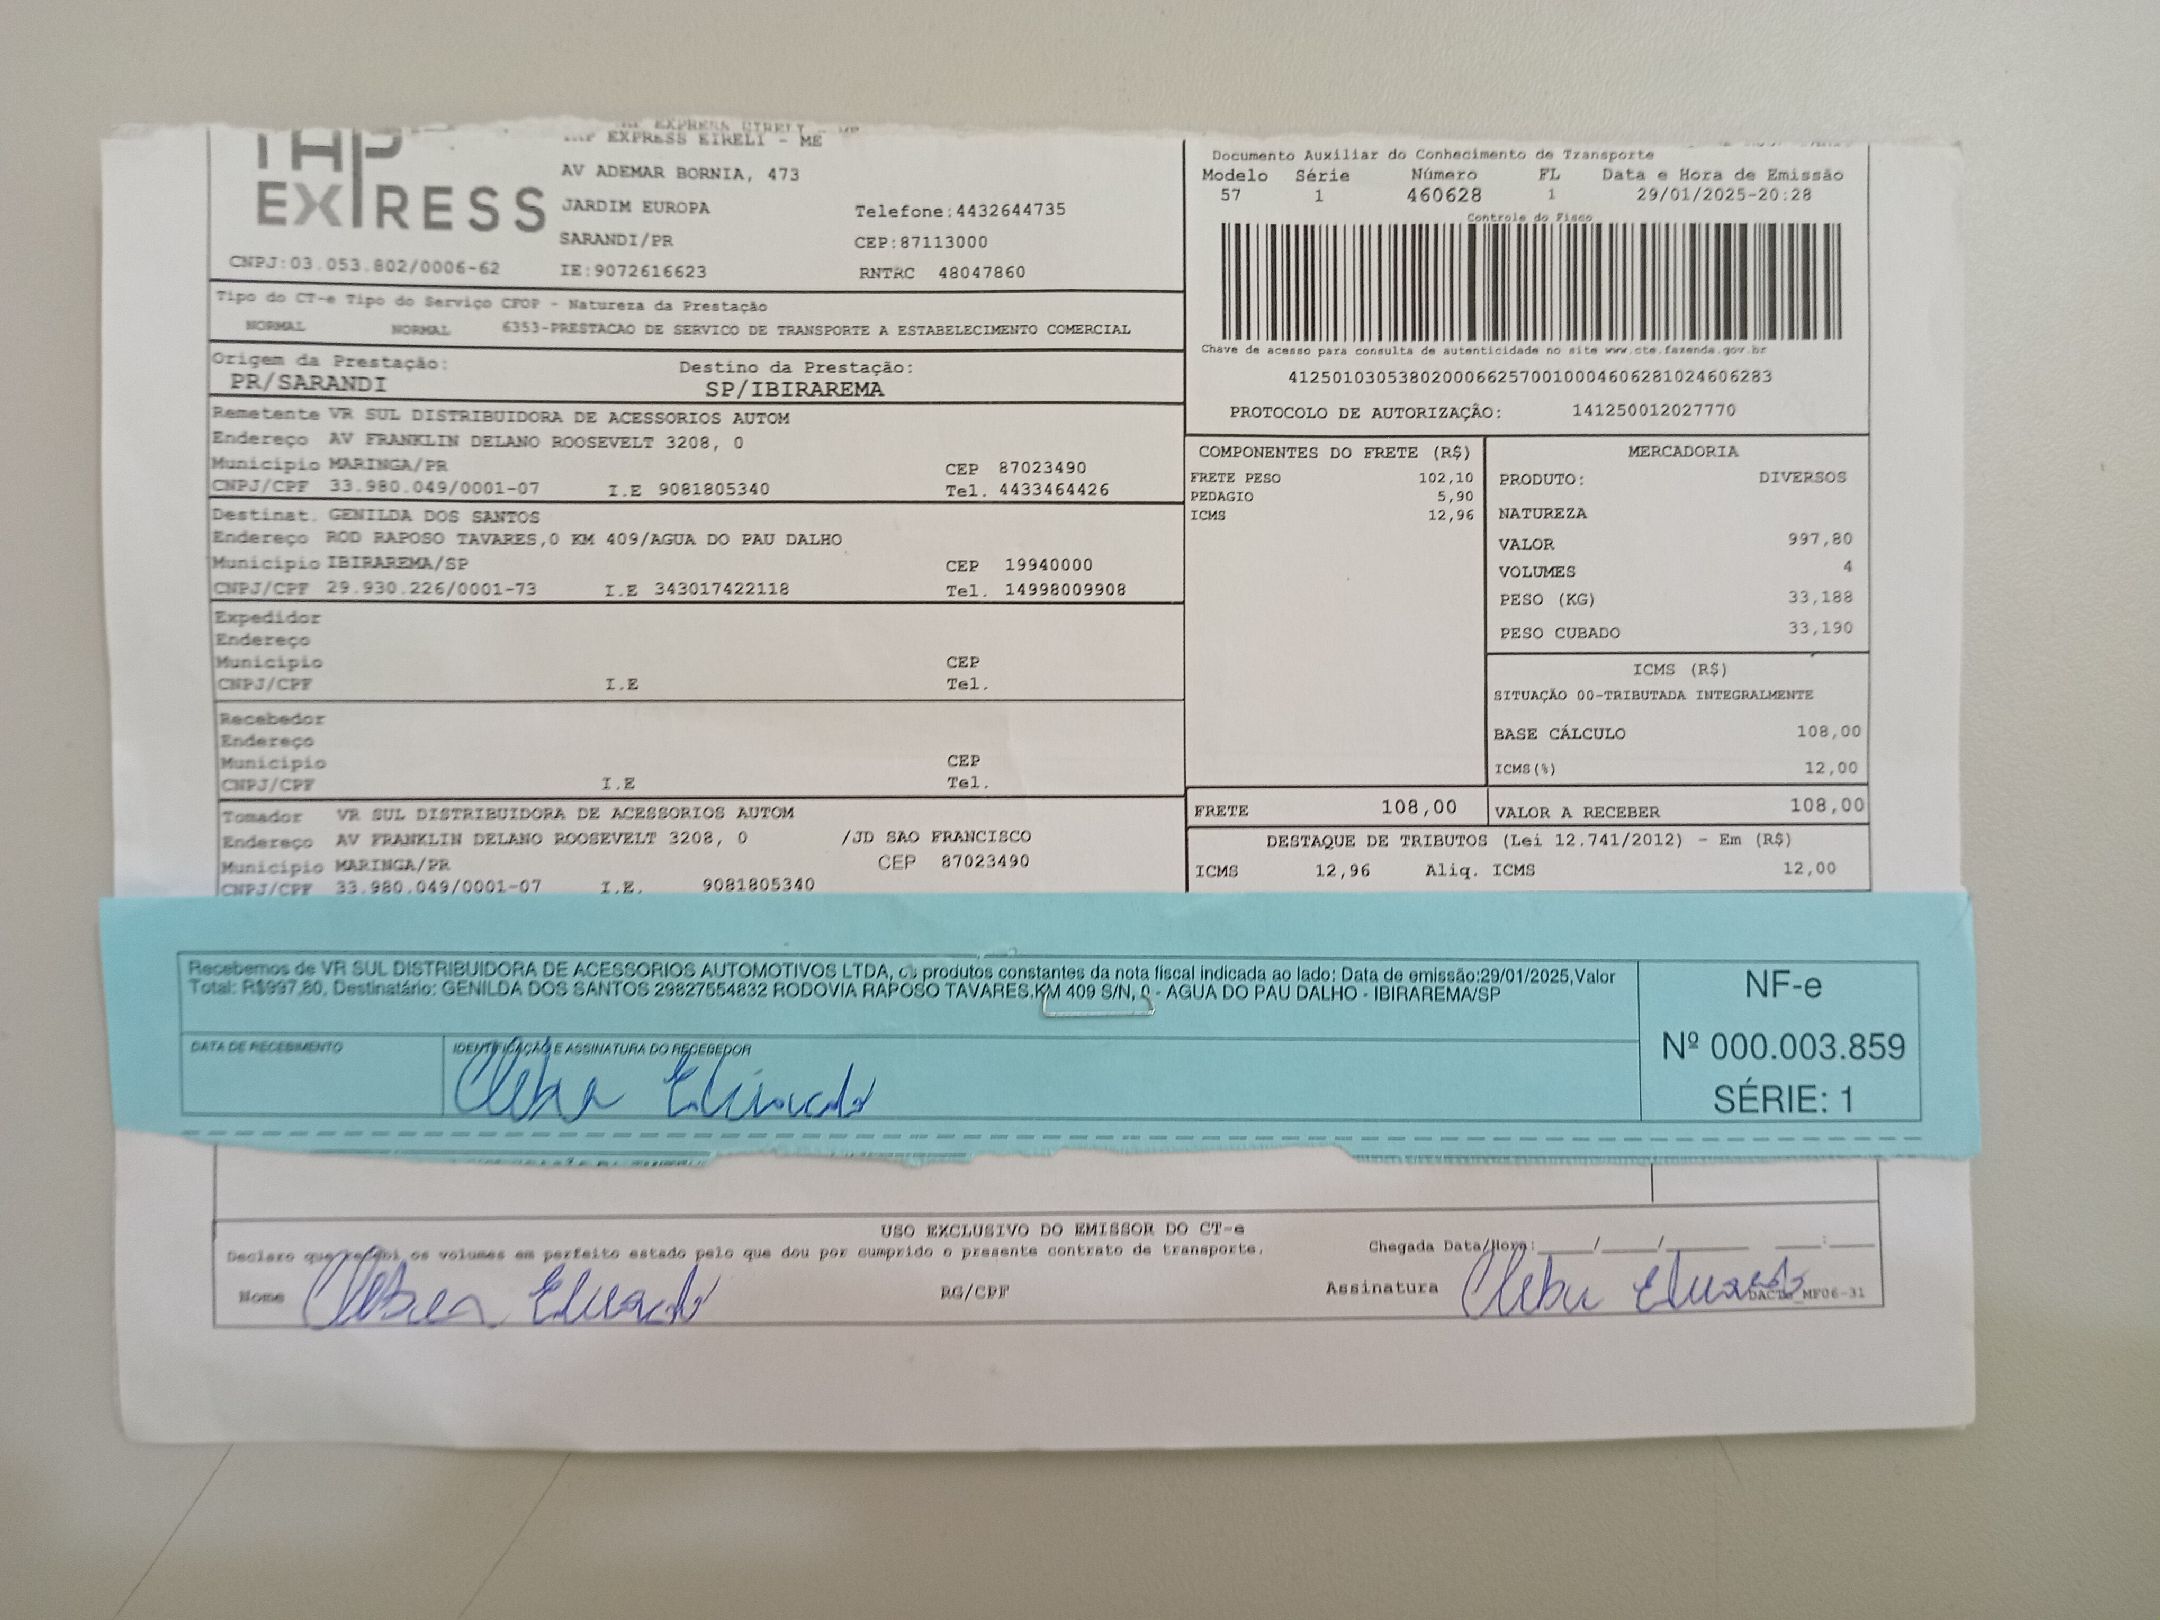 THP
EXPRESS
THP EXPRESS EIRELI - ME
AV ADEMAR BORNIA, 473
JARDIM EUROPA Telefone:4432644735
SARANDI/PR CEP:87113000
CNPJ:03.053.802/0006-62 IE:9072616623 RNTRC 48047860
Documento Auxiliar do Conhecimento de Transporte
Modelo Série Número FL Data e Hora de Emissão
57 1 460628 1 29/01/2025-20:28
Controle do Fisco
Chave de acesso para consulta de autenticidade no site www.cte.fazenda.gov.br
41250103053802000662570010004606281024606283
PROTOCOLO DE AUTORIZAÇÃO: 141250012027770
Tipo do CT-e Tipo do Serviço CFOP - Natureza da Prestação
NORMAL NORMAL 6353-PRESTACAO DE SERVICO DE TRANSPORTE A ESTABELECIMENTO COMERCIAL
Origem da Prestação: Destino da Prestação:
PR/SARANDI SP/IBIRAREMA
Remetente VR SUL DISTRIBUIDORA DE ACESSORIOS AUTOM
Endereço AV FRANKLIN DELANO ROOSEVELT 3208, 0
Município MARINGA/PR CEP 87023490
CNPJ/CPF 33.980.049/0001-07 I.E 9081805340 Tel. 4433464426
Destinat. GENILDA DOS SANTOS
Endereço ROD RAPOSO TAVARES,0 KM 409/AGUA DO PAU DALHO
Município IBIRAREMA/SP CEP 19940000
CNPJ/CPF 29.930.226/0001-73 I.E 343017422118 Tel. 14998009908
Expedidor
Endereço
Município CEP
CNPJ/CPF I.E Tel.
Recebedor
Endereço
Município CEP
CNPJ/CPF I.E Tel.
Tomador VR SUL DISTRIBUIDORA DE ACESSORIOS AUTOM
Endereço AV FRANKLIN DELANO ROOSEVELT 3208, 0 /JD SAO FRANCISCO
Município MARINGA/PR CEP 87023490
CNPJ/CPF 33.980.049/0001-07 I.E. 9081805340
COMPONENTES DO FRETE (R$)
FRETE PESO 102,10
PEDAGIO 5,90
ICMS 12,96
MERCADORIA
PRODUTO: DIVERSOS
NATUREZA
VALOR 997,80
VOLUMES 4
PESO (KG) 33,188
PESO CUBADO 33,190
ICMS (R$)
SITUAÇÃO 00-TRIBUTADA INTEGRALMENTE
BASE CÁLCULO 108,00
ICMS(%) 12,00
FRETE 108,00 VALOR A RECEBER 108,00
DESTAQUE DE TRIBUTOS (Lei 12.741/2012) - Em (R$)
ICMS 12,96 Aliq. ICMS 12,00
Recebemos de VR SUL DISTRIBUIDORA DE ACESSORIOS AUTOMOTIVOS LTDA, os produtos constantes da nota fiscal indicada ao lado; Data de emissão:29/01/2025,Valor
Total: R$997,80, Destinatário: GENILDA DOS SANTOS 29827554832 RODOVIA RAPOSO TAVARES,KM 409 S/N, 0 - AGUA DO PAU DALHO - IBIRAREMA/SP
DATA DE RECEBIMENTO IDENTIFICAÇÃO E ASSINATURA DO RECEBEDOR
NF-e
Nº 000.003.859
SÉRIE: 1
USO EXCLUSIVO DO EMISSOR DO CT-e
Declaro que recebi os volumes em perfeito estado pelo que dou por cumprido o presente contrato de transporte. Chegada Data/Hora:____/____/______ ___:___
Nome RG/CPF Assinatura
MF06-31